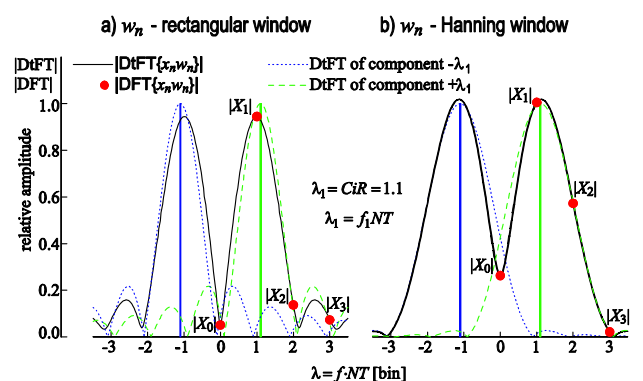 a) wₙ - rectangular window
b) wₙ - Hanning window
|DtFT| |DtFT{xₙwₙ}| DtFT of component -λ₁
|DFT| |DFT{xₙwₙ}| DtFT of component +λ₁
relative amplitude
1.0
0.8
0.6
0.4
0.2
0.0
|X₁|
|X₀|
|X₂|
|X₃|
-3 -2 -1 0 1 2 3
λ₁=CiR=1.1
λ₁=f₁NT
|X₁|
|X₂|
|X₀|
|X₃|
-3 -2 -1 0 1 2 3
λ=f·NT [bin]